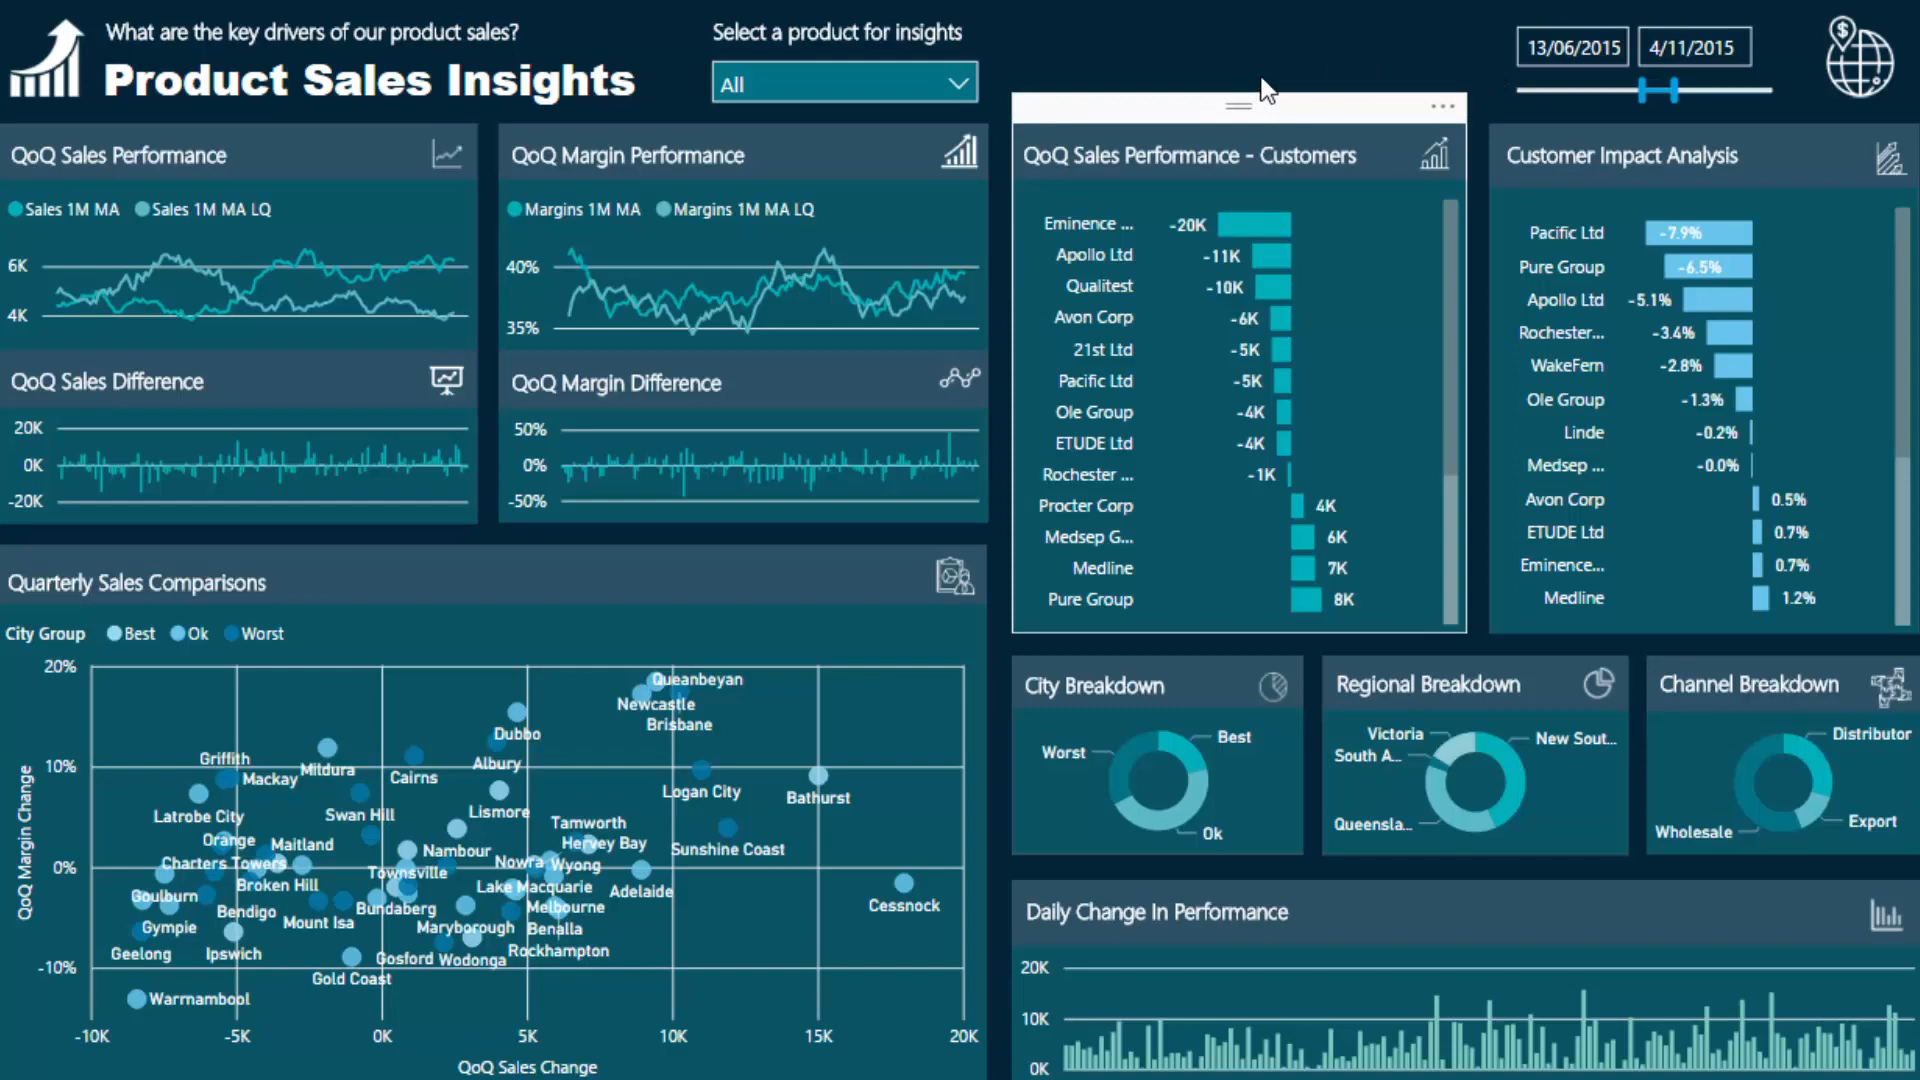 What are the key drivers of our product sales?
Product Sales Insights
Select a product for insights
All
13/06/2015
4/11/2015
$
QoQ Sales Performance
Sales 1M MA
Sales 1M MA LQ
6K
4K
QoQ Sales Difference
20K
0K
-20K
QoQ Margin Performance
Margins 1M MA
Margins 1M MA LQ
40%
35%
QoQ Margin Difference
50%
0%
-50%
QoQ Sales Performance - Customers
Eminence ... -20K
Apollo Ltd -11K
Qualitest -10K
Avon Corp -6K
21st Ltd -5K
Pacific Ltd -5K
Ole Group -4K
ETUDE Ltd -4K
Rochester ... -1K
Procter Corp 4K
Medsep G... 6K
Medline 7K
Pure Group 8K
Customer Impact Analysis
Pacific Ltd -7.9%
Pure Group -6.5%
Apollo Ltd -5.1%
Rochester... -3.4%
WakeFern -2.8%
Ole Group -1.3%
Linde -0.2%
Medsep ... -0.0%
Avon Corp 0.5%
ETUDE Ltd 0.7%
Eminence... 0.7%
Medline 1.2%
Quarterly Sales Comparisons
City Group Best Ok Worst
QoQ Margin Change
20%
10%
0%
-10%
Queanbeyan
Newcastle
Brisbane
Dubbo
Griffith
Mackay
Mildura
Cairns
Albury
Logan City
Bathurst
Latrobe City
Swan Hill
Lismore
Tamworth
Orange
Maitland
Nambour
Hervey Bay
Sunshine Coast
Charters Towers
Townsville
Nowra
Wyong
Broken Hill
Lake Macquarie
Adelaide
Goulburn
Bendigo
Bundaberg
Melbourne
Cessnock
Gympie
Mount Isa
Maryborough
Benalla
Geelong
Ipswich
Gosford
Wodonga
Rockhampton
Gold Coast
Warrnambool
-10K
-5K
0K
5K
10K
15K
20K
QoQ Sales Change
City Breakdown
Worst
Best
Ok
Regional Breakdown
Victoria
South A...
New Sout...
Queensla...
Channel Breakdown
Distributor
Export
Wholesale
Daily Change In Performance
20K
10K
0K